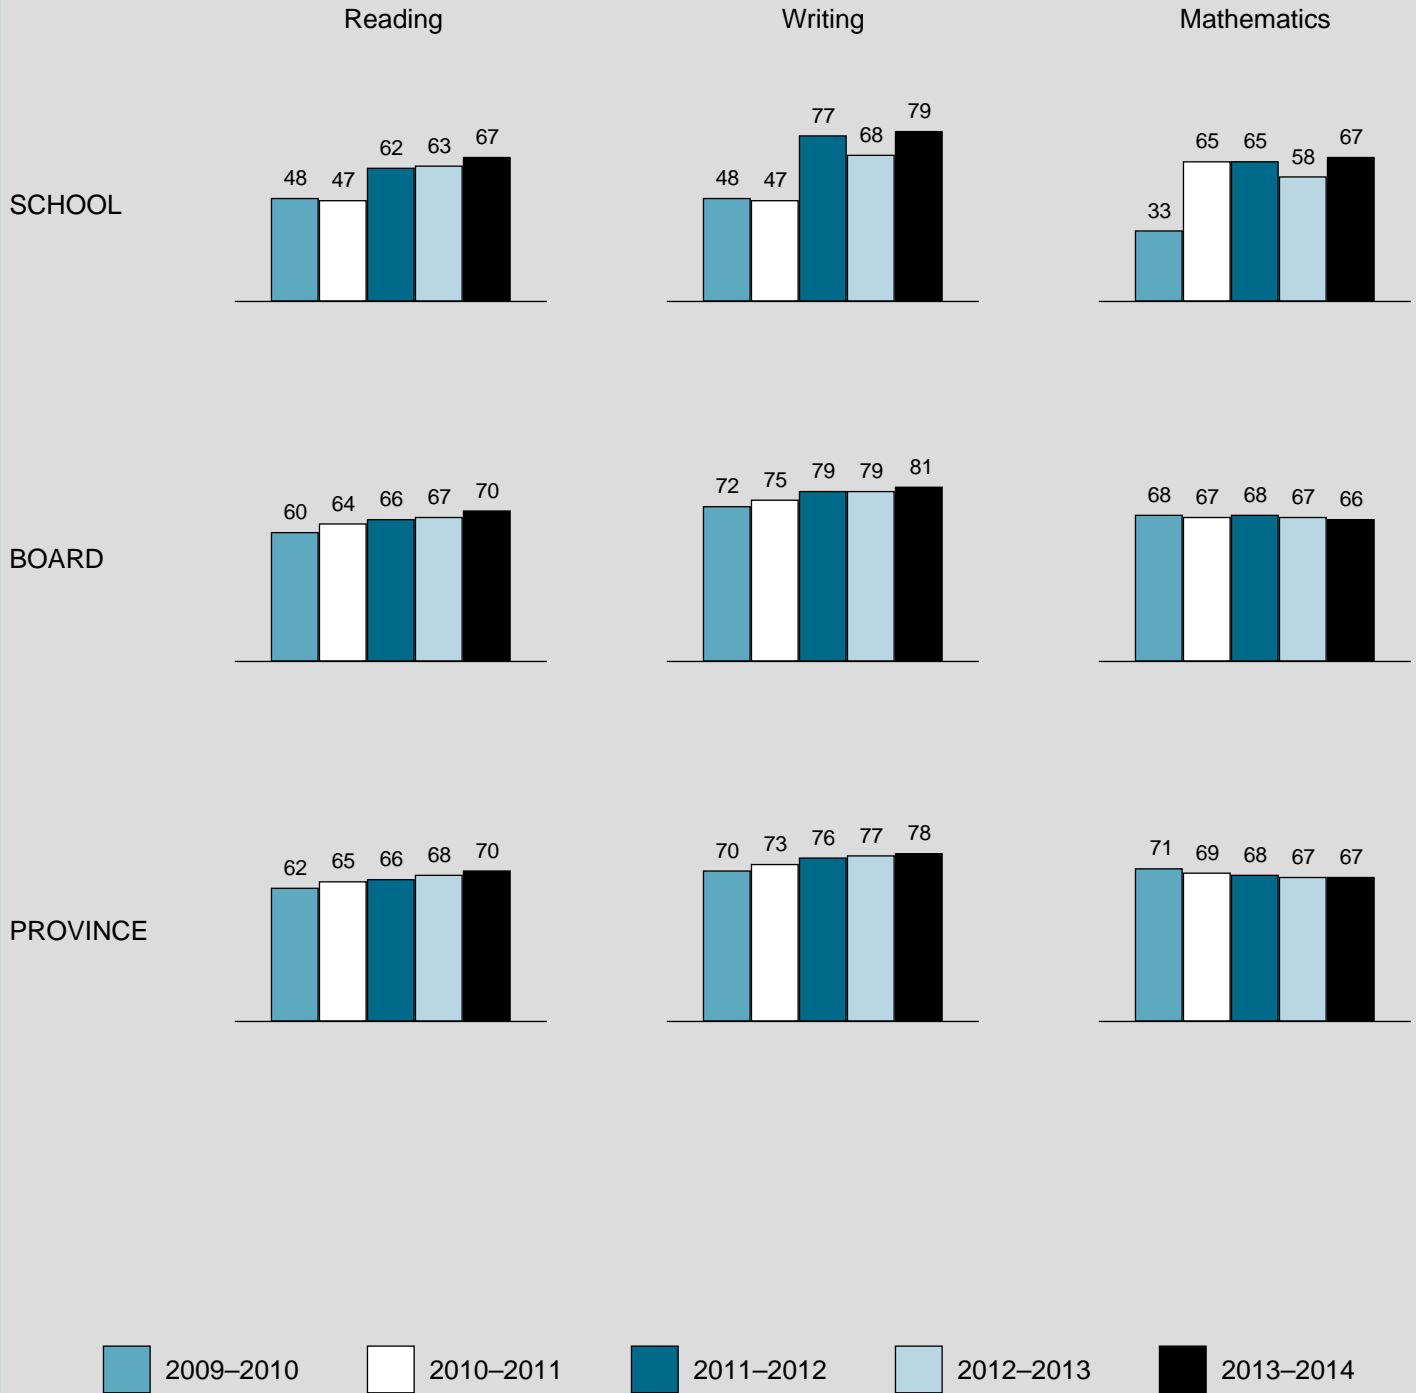 Reading Writing Mathematics
SCHOOL
48 47 62 63 67
48 47 77 68 79
33 65 65 58 67
BOARD
60 64 66 67 70
72 75 79 79 81
68 67 68 67 66
PROVINCE
62 65 66 68 70
70 73 76 77 78
71 69 68 67 67
2009–2010 2010–2011 2011–2012 2012–2013 2013–2014